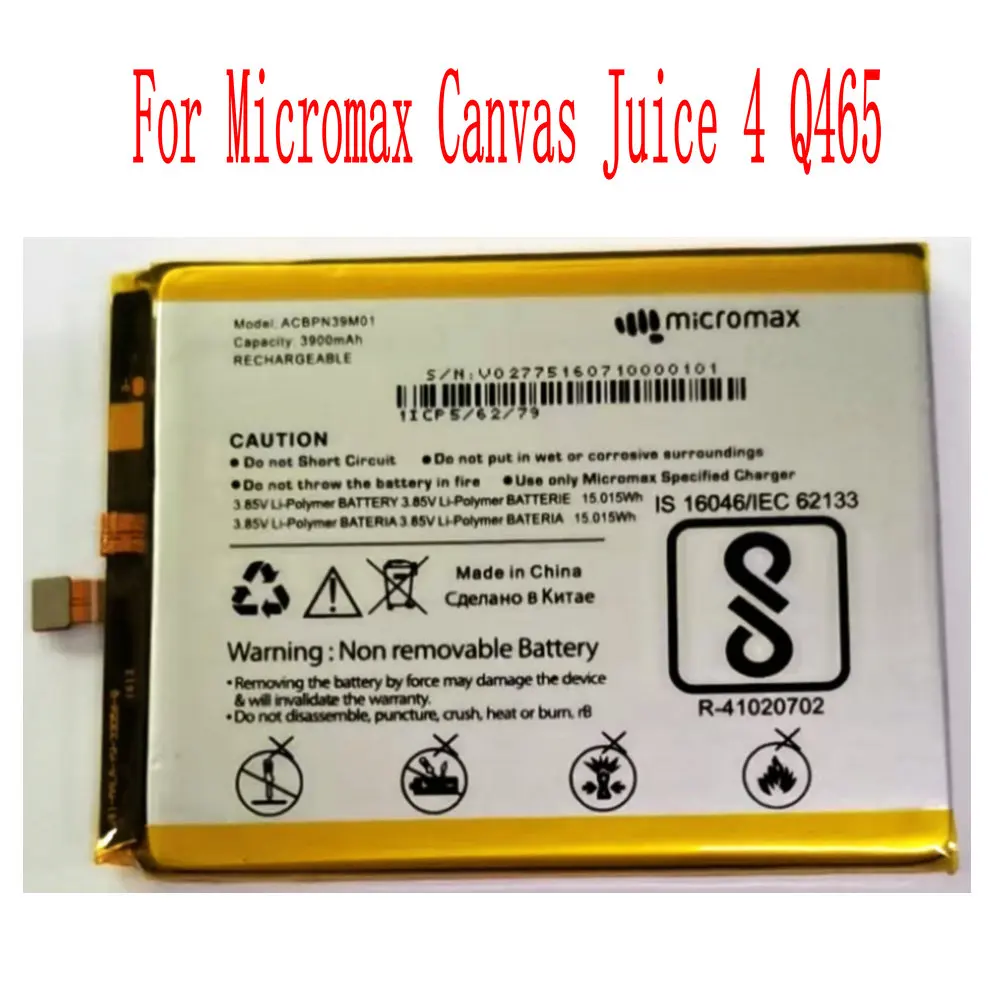 For Micromax Canvas Juice 4 Q465
Model: ACBPN39M01
Capacity: 3900mAh
RECHARGEABLE
micromax
S/N:V02775160710000101
1ICP5/62/79
CAUTION
• Do not Short Circuit • Do not put in wet or corrosive surroundings
• Do not throw the battery in fire • Use only Micromax Specified Charger
3.85V Li-Polymer BATTERY 3.85V Li-Polymer BATTERIE 15.015Wh
3.85V Li-Polymer BATERIA 3.85V Li-Polymer BATERIA 15.015Wh
IS 16046/IEC 62133
Made in China
Сделано в Китае
Warning : Non removable Battery
• Removing the battery by force may damage the device
& will invalidate the warranty.
• Do not disassemble, puncture, crush, heat or burn. rB
R-41020702
1613